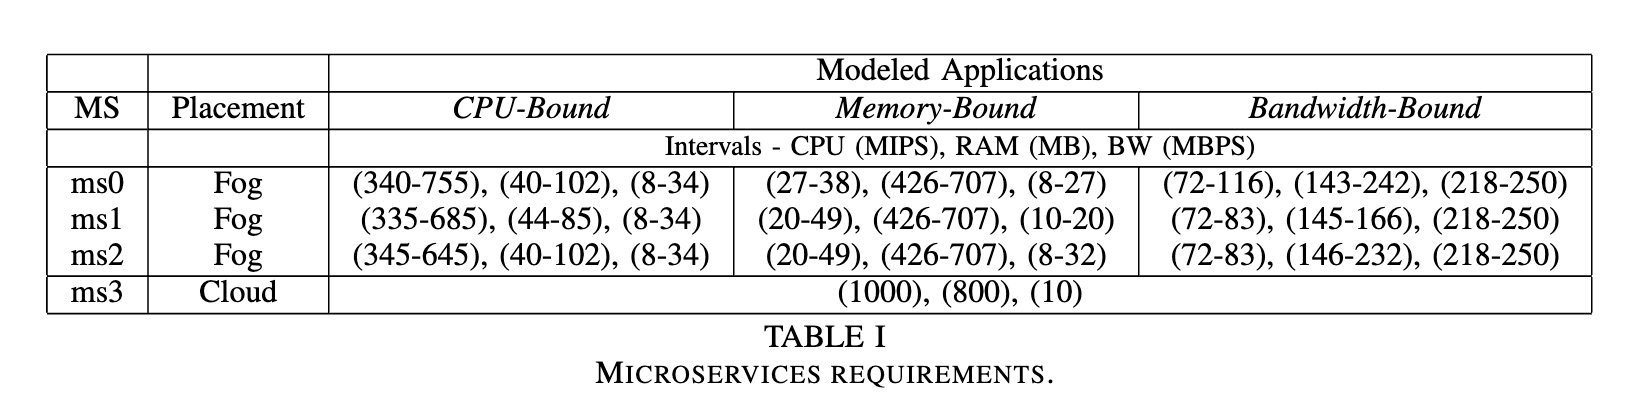 Modeled Applications
MS Placement CPU-Bound Memory-Bound Bandwidth-Bound
Intervals - CPU (MIPS), RAM (MB), BW (MBPS)
ms0 Fog (340-755), (40-102), (8-34) (27-38), (426-707), (8-27) (72-116), (143-242), (218-250)
ms1 Fog (335-685), (44-85), (8-34) (20-49), (426-707), (10-20) (72-83), (145-166), (218-250)
ms2 Fog (345-645), (40-102), (8-34) (20-49), (426-707), (8-32) (72-83), (146-232), (218-250)
ms3 Cloud (1000), (800), (10)
TABLE I
MICROSERVICES REQUIREMENTS.